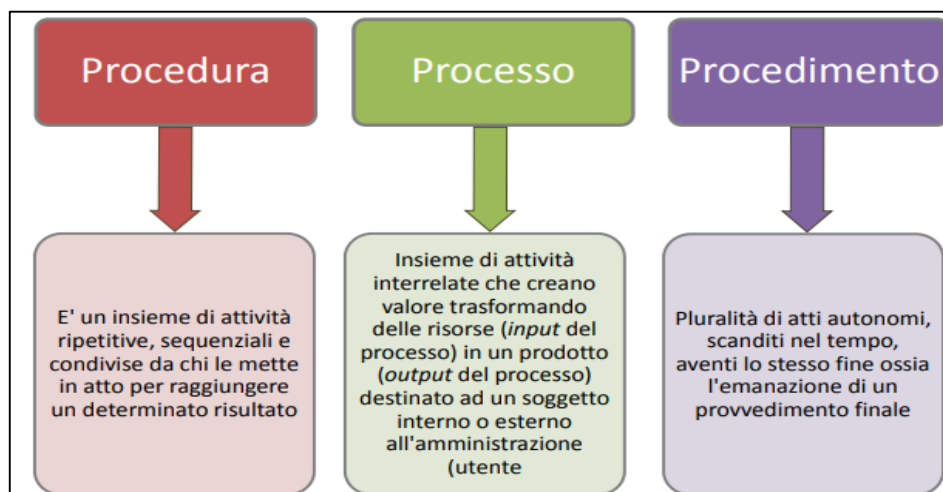 Procedura
E' un insieme di attività
ripetitive, sequenziali e
condivise da chi le mette
in atto per raggiungere
un determinato risultato
Processo
Insieme di attività
interrelate che creano
valore trasformando
delle risorse (input del
processo) in un prodotto
(output del processo)
destinato ad un soggetto
interno o esterno
all'amministrazione
(utente
Procedimento
Pluralità di atti autonomi,
scanditi nel tempo,
aventi lo stesso fine ossia
l'emanazione di un
provvedimento finale